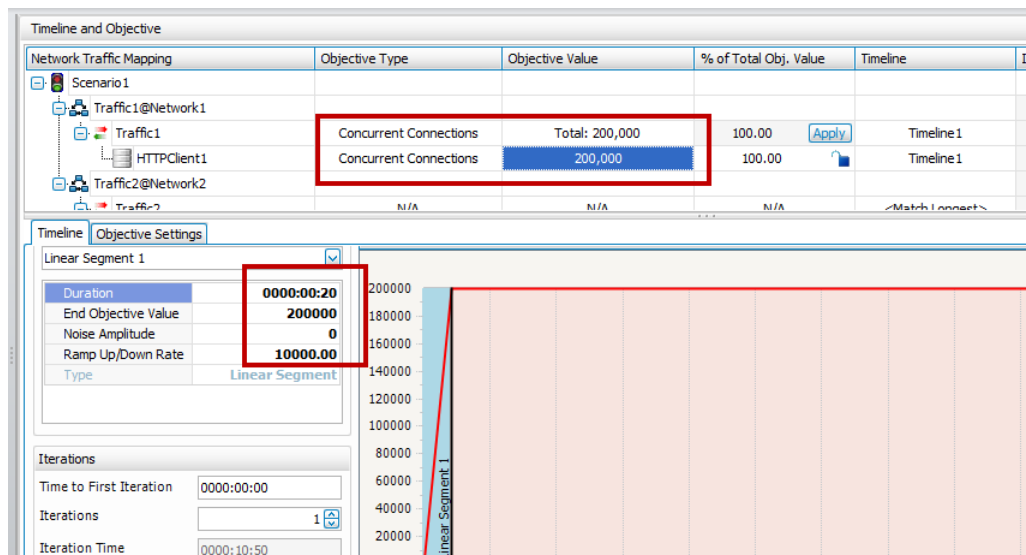 Timeline and Objective
Network Traffic Mapping Objective Type Objective Value % of Total Obj. Value Timeline
Scenario1
Traffic1@Network1
Traffic1 Concurrent Connections Total: 200,000 100.00 Apply Timeline1
HTTPClient1 Concurrent Connections 200,000 100.00 Timeline1
Traffic2@Network2
Traffic2 N/A N/A N/A <Match Longest>
Timeline Objective Settings
Linear Segment 1
Duration 0000:00:20
End Objective Value 200000
Noise Amplitude 0
Ramp Up/Down Rate 10000.00
Type Linear Segment
Iterations
Time to First Iteration 0000:00:00
Iterations 1
Iteration Time 0000:10:50
200000
180000
160000
140000
120000
100000
80000
60000
40000
20000
Linear Segment 1